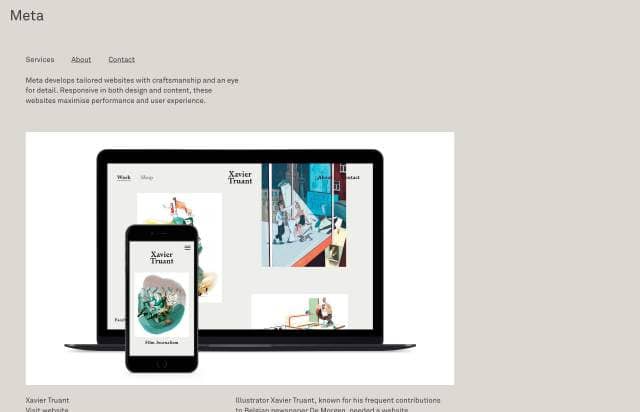 Meta
Services About Contact
Meta develops tailored websites with craftsmanship and an eye
for detail. Responsive in both design and content, these
websites maximise performance and user experience.
Work Shop
Xavier
Truant
About Contact
Xavier
Truant
Film Journalism
Xavier Truant
Visit website
Illustrator Xavier Truant, known for his frequent contributions
to Belgian newspaper De Morgen, needed a website